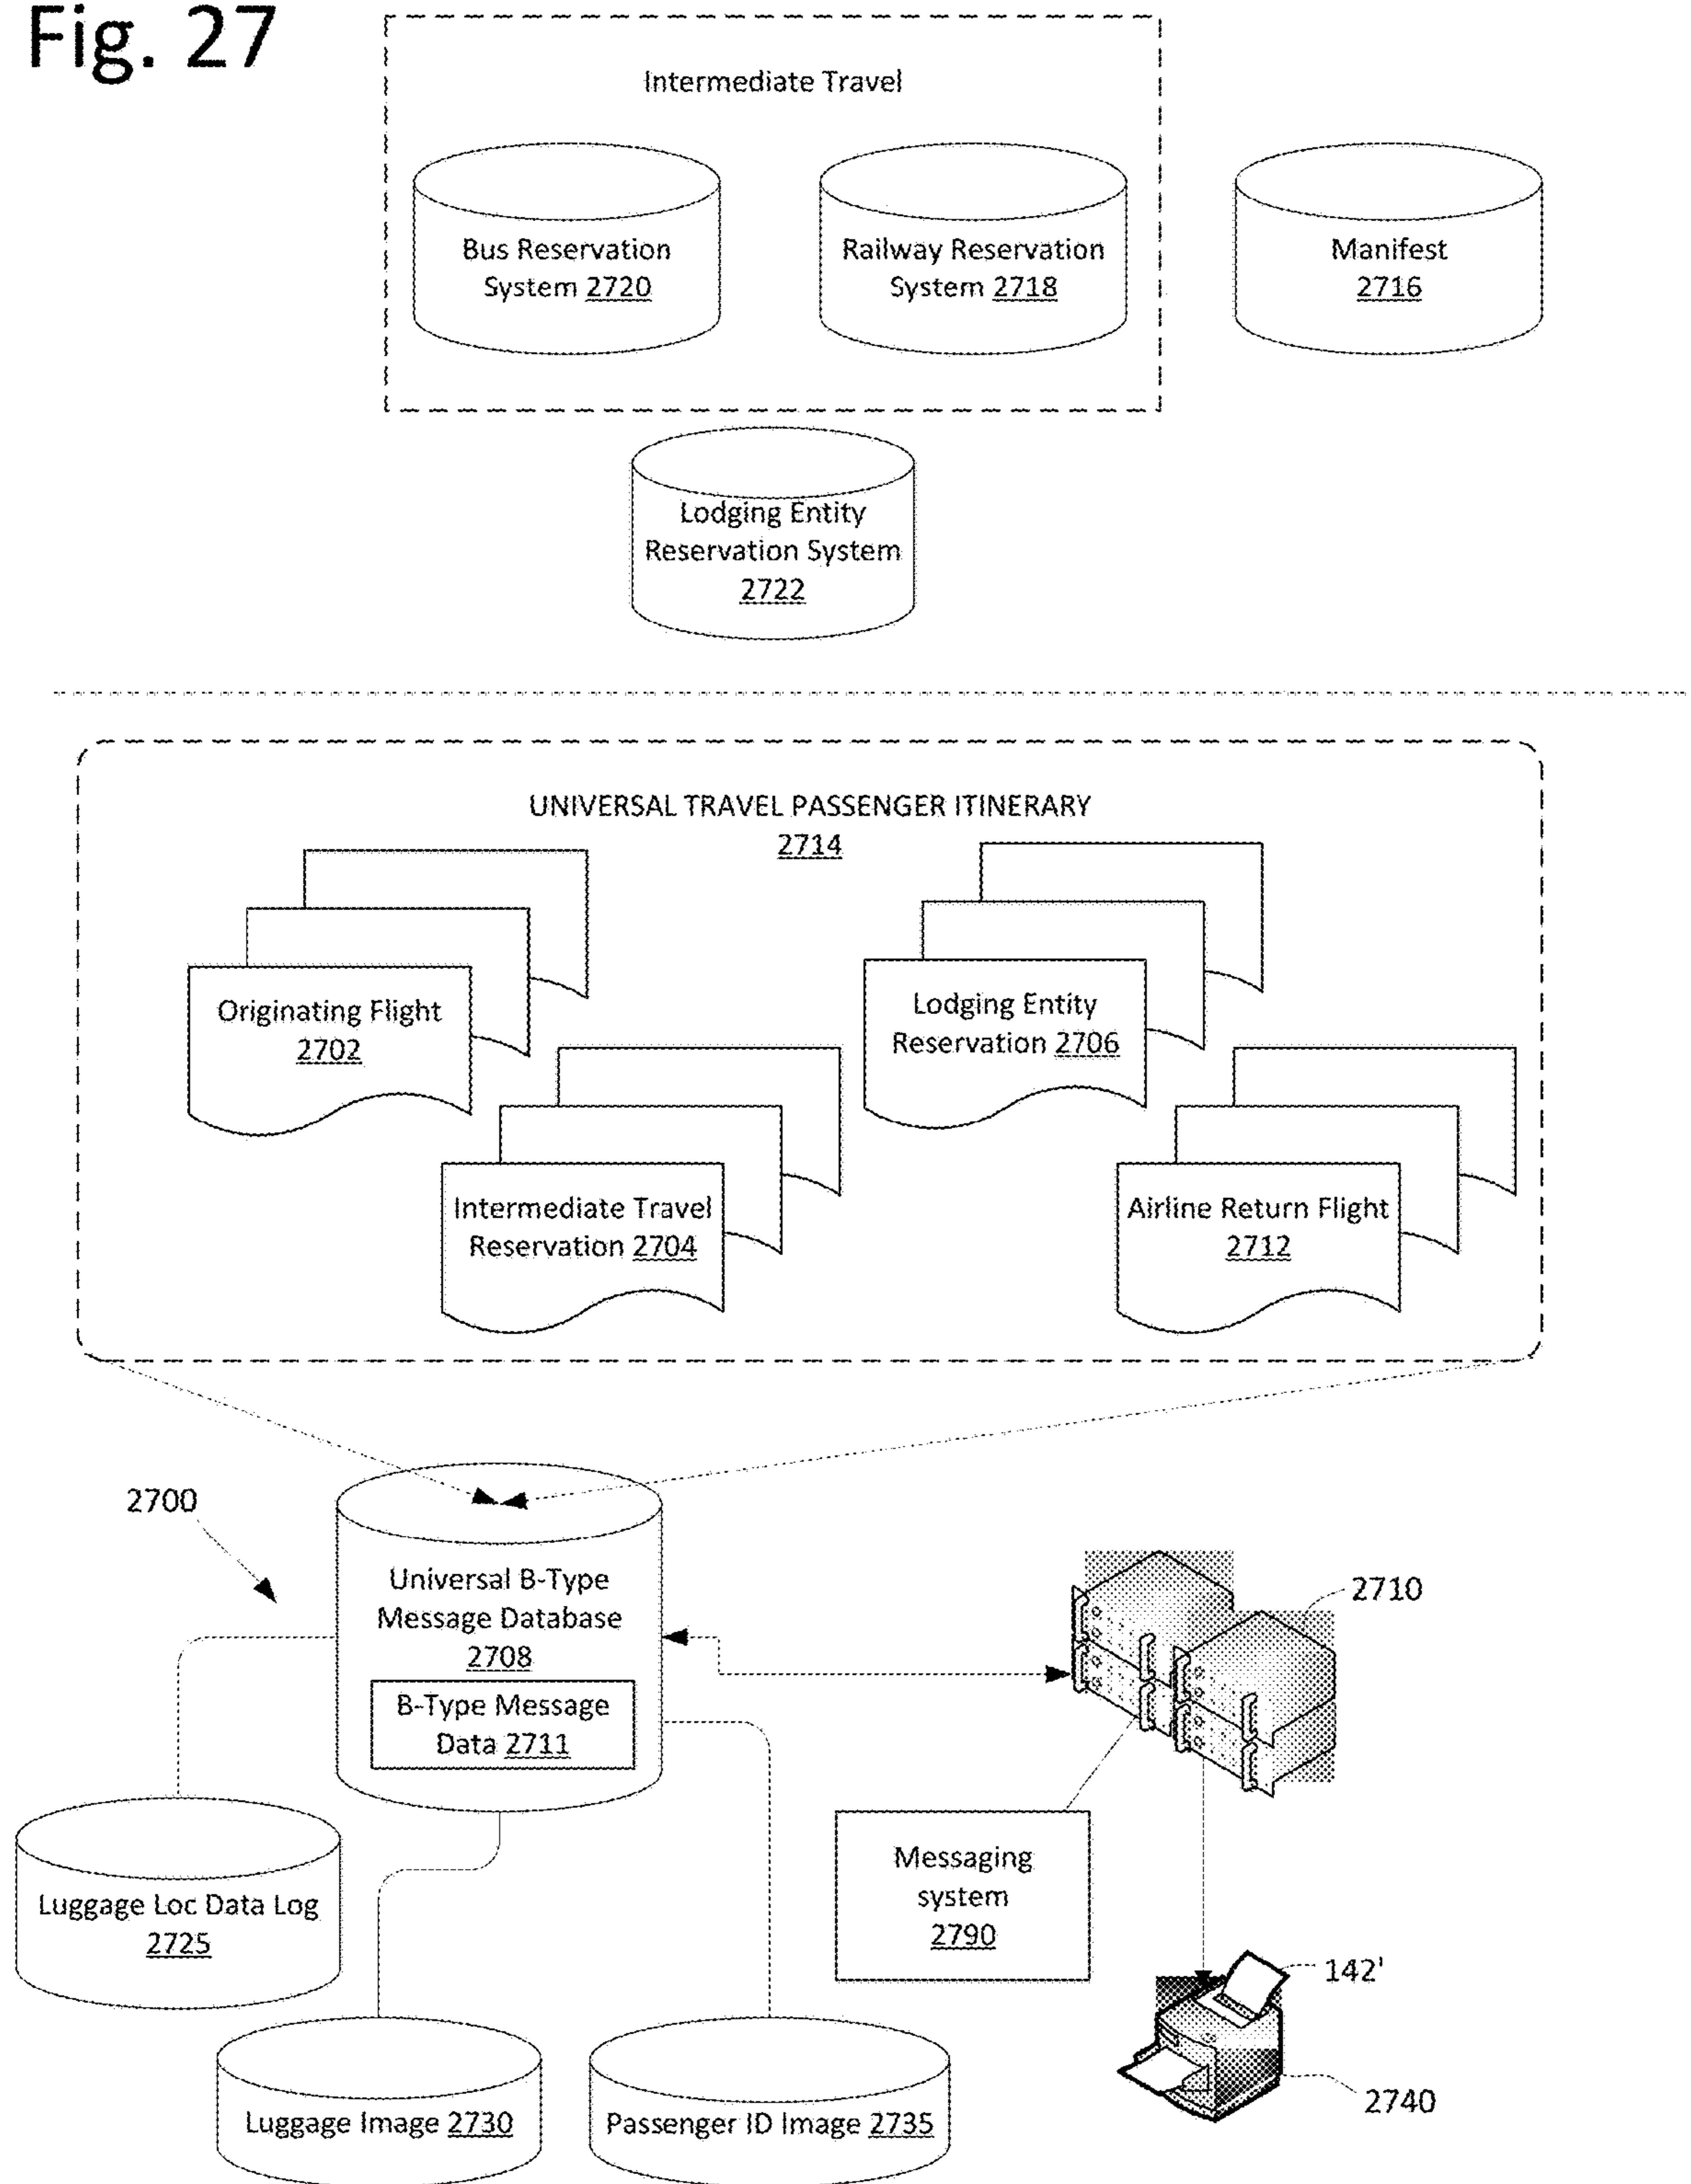 Fig. 27
Intermediate Travel
Bus Reservation
System 2720
Railway Reservation
System 2718
Manifest
2716
Lodging Entity
Reservation System
2722
UNIVERSAL TRAVEL PASSENGER ITINERARY
2714
Originating Flight
2702
Lodging Entity
Reservation 2706
Intermediate Travel
Reservation 2704
Airline Return Flight
2712
2700
Universal B-Type
Message Database
2708
B-Type Message
Data 2711
2710
Luggage Loc Data Log
2725
Messaging
system
2790
142'
2740
Luggage Image 2730
Passenger ID Image 2735